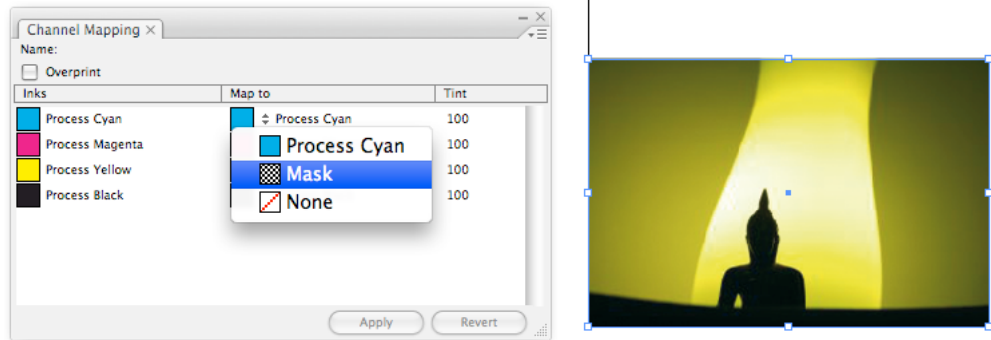 Channel Mapping
Name:
Overprint
Inks Map to Tint
Process Cyan Process Cyan 100
Process Magenta 100
Process Yellow 100
Process Black 100
Process Cyan
Mask
None
Apply Revert